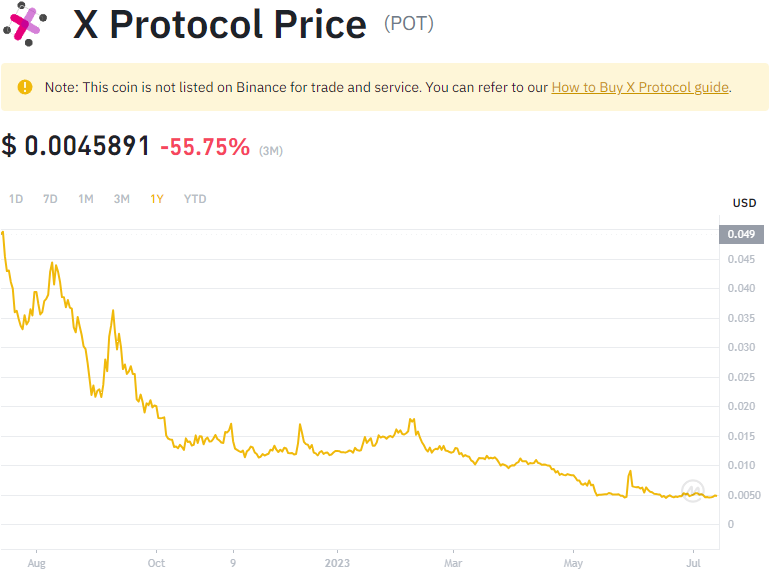 X Protocol Price (POT)
Note: This coin is not listed on Binance for trade and service. You can refer to our How to Buy X Protocol guide.
$ 0.0045891 -55.75% (3M)
1D 7D 1M 3M 1Y YTD
USD
0.049
0.045
0.040
0.035
0.030
0.025
0.020
0.015
0.010
0.0050
0
Aug Oct 9 2023 Mar May Jul